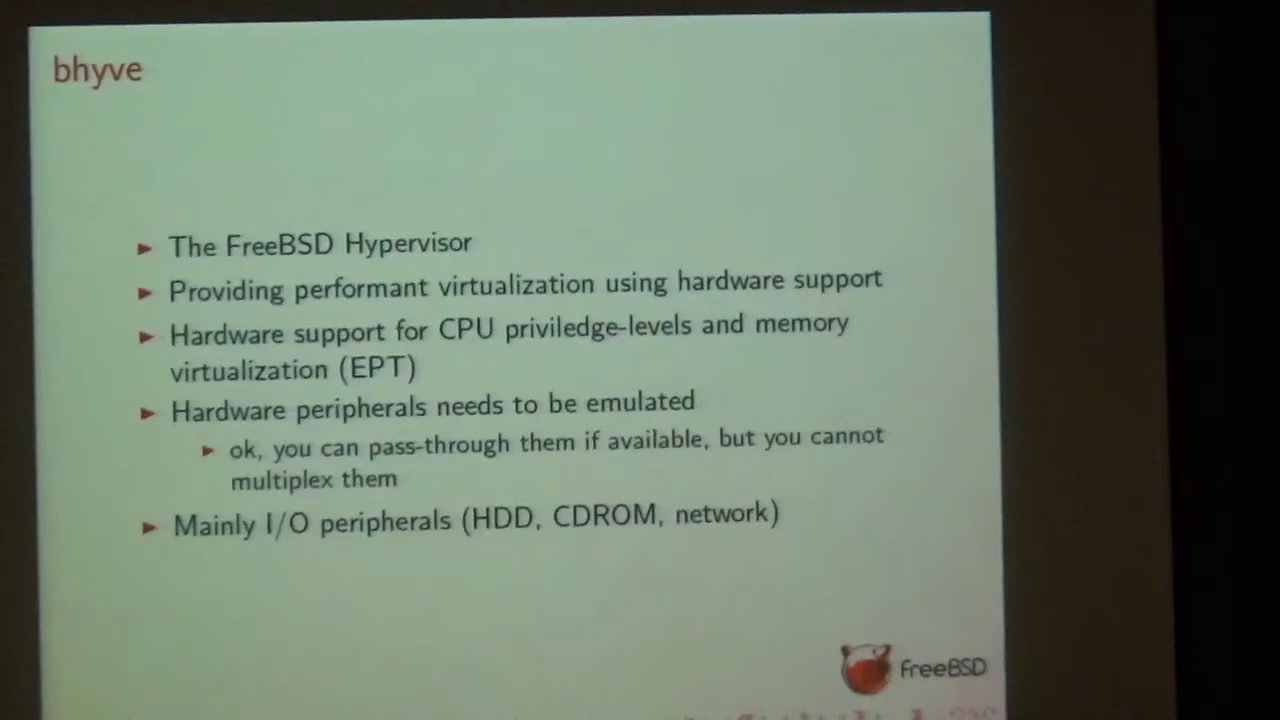 bhyve
The FreeBSD Hypervisor
Providing performant virtualization using hardware support
Hardware support for CPU priviledge-levels and memory
virtualization (EPT)
Hardware peripherals needs to be emulated
ok, you can pass-through them if available, but you cannot
multiplex them
Mainly I/O peripherals (HDD, CDROM, network)
FreeBSD